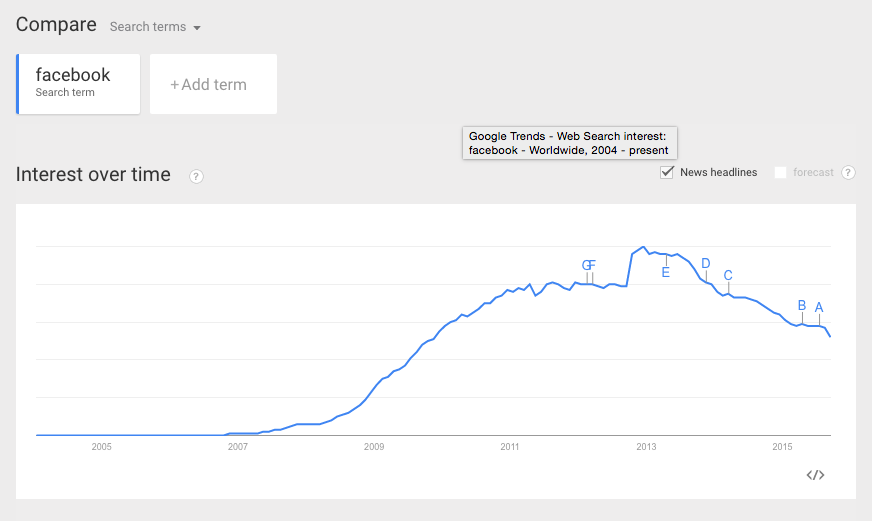 Compare Search terms
facebook
Search term
+Add term
Google Trends - Web Search interest:
facebook - Worldwide, 2004 - present
Interest over time ?
News headlines forecast ?
G F
D
E
C
B A
2005 2007 2009 2011 2013 2015
</>